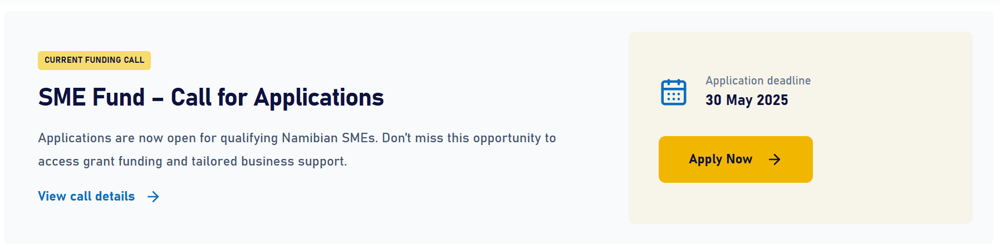 CURRENT FUNDING CALL
SME Fund – Call for Applications
Applications are now open for qualifying Namibian SMEs. Don’t miss this opportunity to
access grant funding and tailored business support.
View call details
Application deadline
30 May 2025
Apply Now